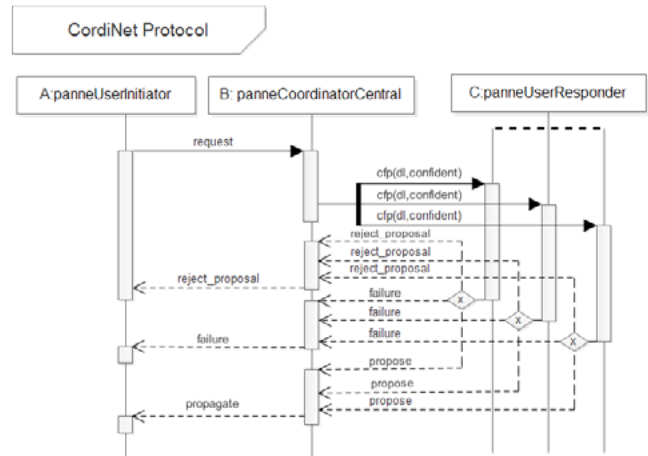 CordiNet Protocol
A:panneUserInitiator
B: panneCoordinatorCentral
C.panneUserResponder
request
cfp(dl,confident)
cfp(dl,confident)
cfp(dl,confident)
reject_proposal
reject_proposal
reject_proposal
reject_proposal
failure
X
failure
X
failure
X
failure
propose
propose
propose
propagate